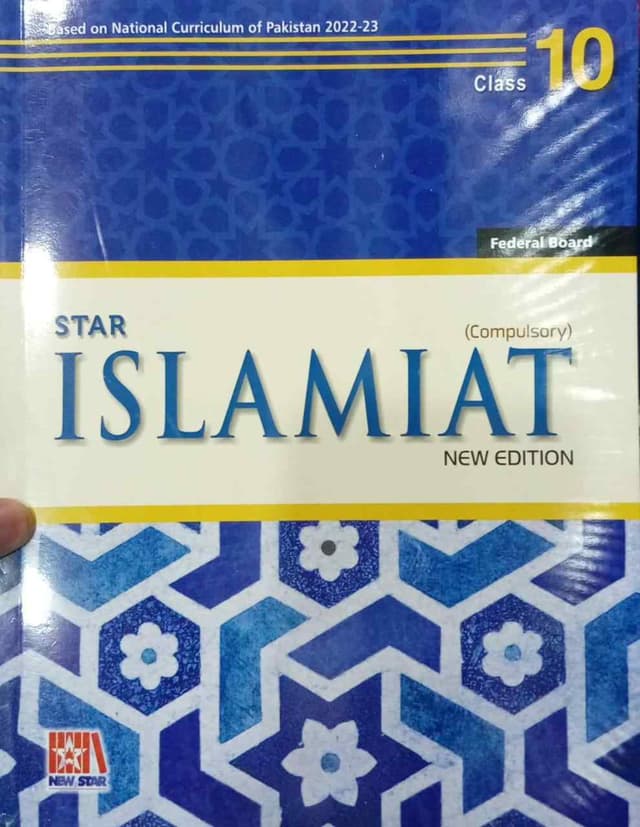 Based on National Curriculum of Pakistan 2022-23
Class 10
Federal Board
STAR
(Compulsory)
ISLAMIAT
NEW EDITION
NEW STAR